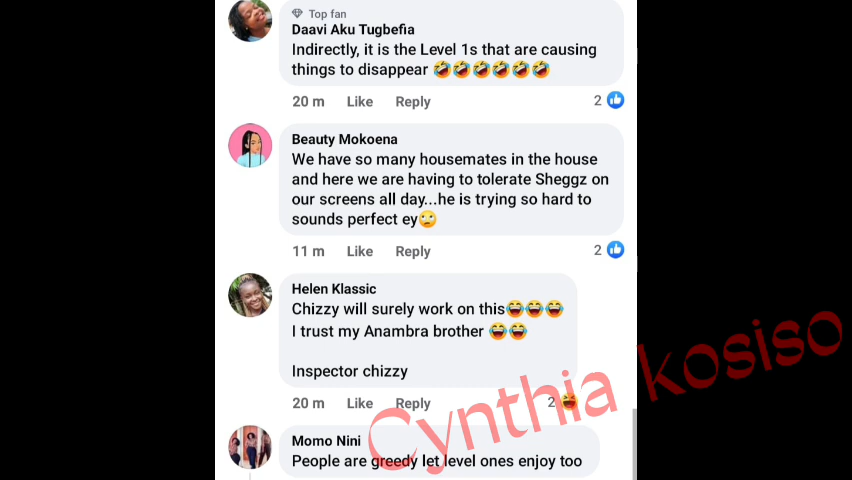 Top fan
Daavi Aku Tugbefia
Indirectly, it is the Level 1s that are causing
things to disappear 🤣🤣🤣🤣🤣🤣
20 m Like Reply 2
Beauty Mokoena
We have so many housemates in the house
and here we are having to tolerate Sheggz on
our screens all day...he is trying so hard to
sounds perfect ey🙄
11 m Like Reply 2
Helen Klassic
Chizzy will surely work on this😂😂😂
I trust my Anambra brother 😂😂
Inspector chizzy
20 m Like Reply 2
Cynthia kosiso
Momo Nini
People are greedy let level ones enjoy too